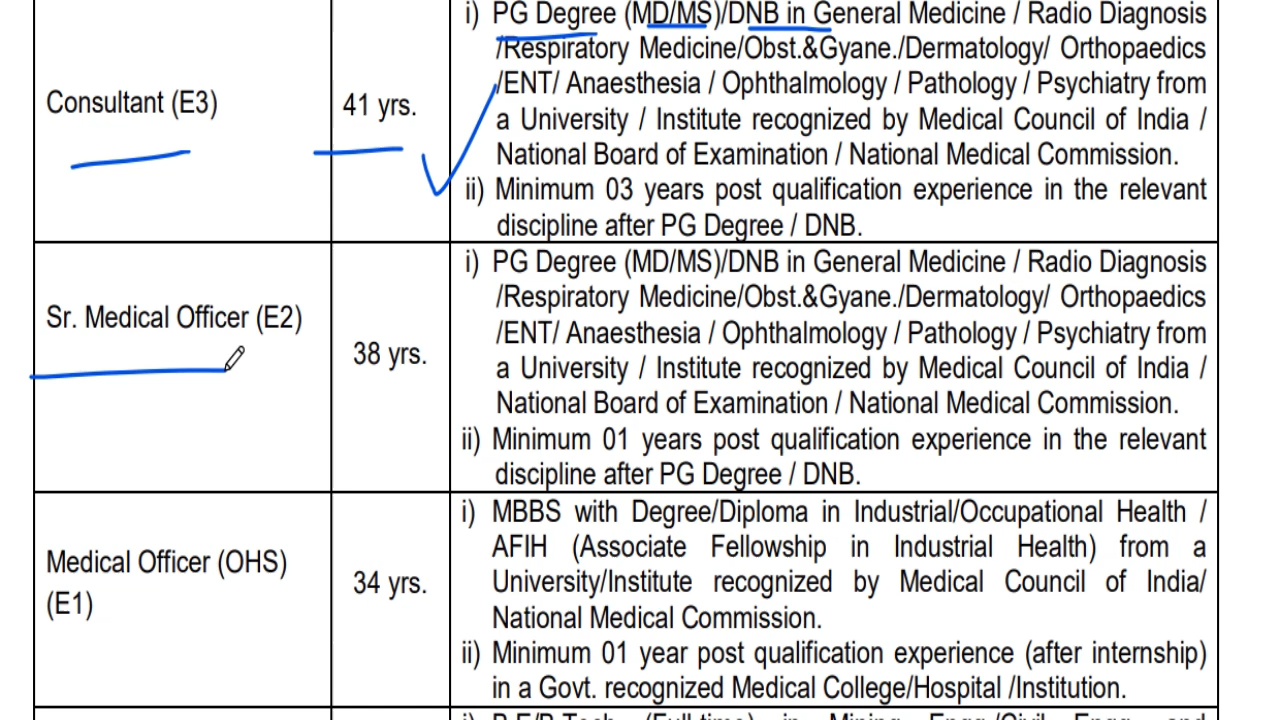 i) PG Degree (MD/MS)/DNB in General Medicine / Radio Diagnosis
/Respiratory Medicine/Obst.&Gyane./Dermatology/ Orthopaedics
/ENT/ Anaesthesia / Ophthalmology / Pathology / Psychiatry from
Consultant (E3)
41 yrs.
a University / Institute recognized by Medical Council of India /
National Board of Examination / National Medical Commission.
ii) Minimum 03 years post qualification experience in the relevant
discipline after PG Degree / DNB.
i) PG Degree (MD/MS)/DNB in General Medicine / Radio Diagnosis
/Respiratory Medicine/Obst.&Gyane./Dermatology/ Orthopaedics
Sr. Medical Officer (E2)
38 yrs.
/ENT/ Anaesthesia / Ophthalmology / Pathology / Psychiatry from
a University / Institute recognized by Medical Council of India /
National Board of Examination / National Medical Commission.
ii) Minimum 01 years post qualification experience in the relevant
discipline after PG Degree / DNB.
Medical Officer (OHS)
(E1)
34 yrs.
i) MBBS with Degree/Diploma in Industrial/Occupational Health /
AFIH (Associate Fellowship in Industrial Health) from a
University/Institute recognized by Medical Council of India/
National Medical Commission.
ii) Minimum 01 year post qualification experience (after internship)
in a Govt. recognized Medical College/Hospital /Institution.